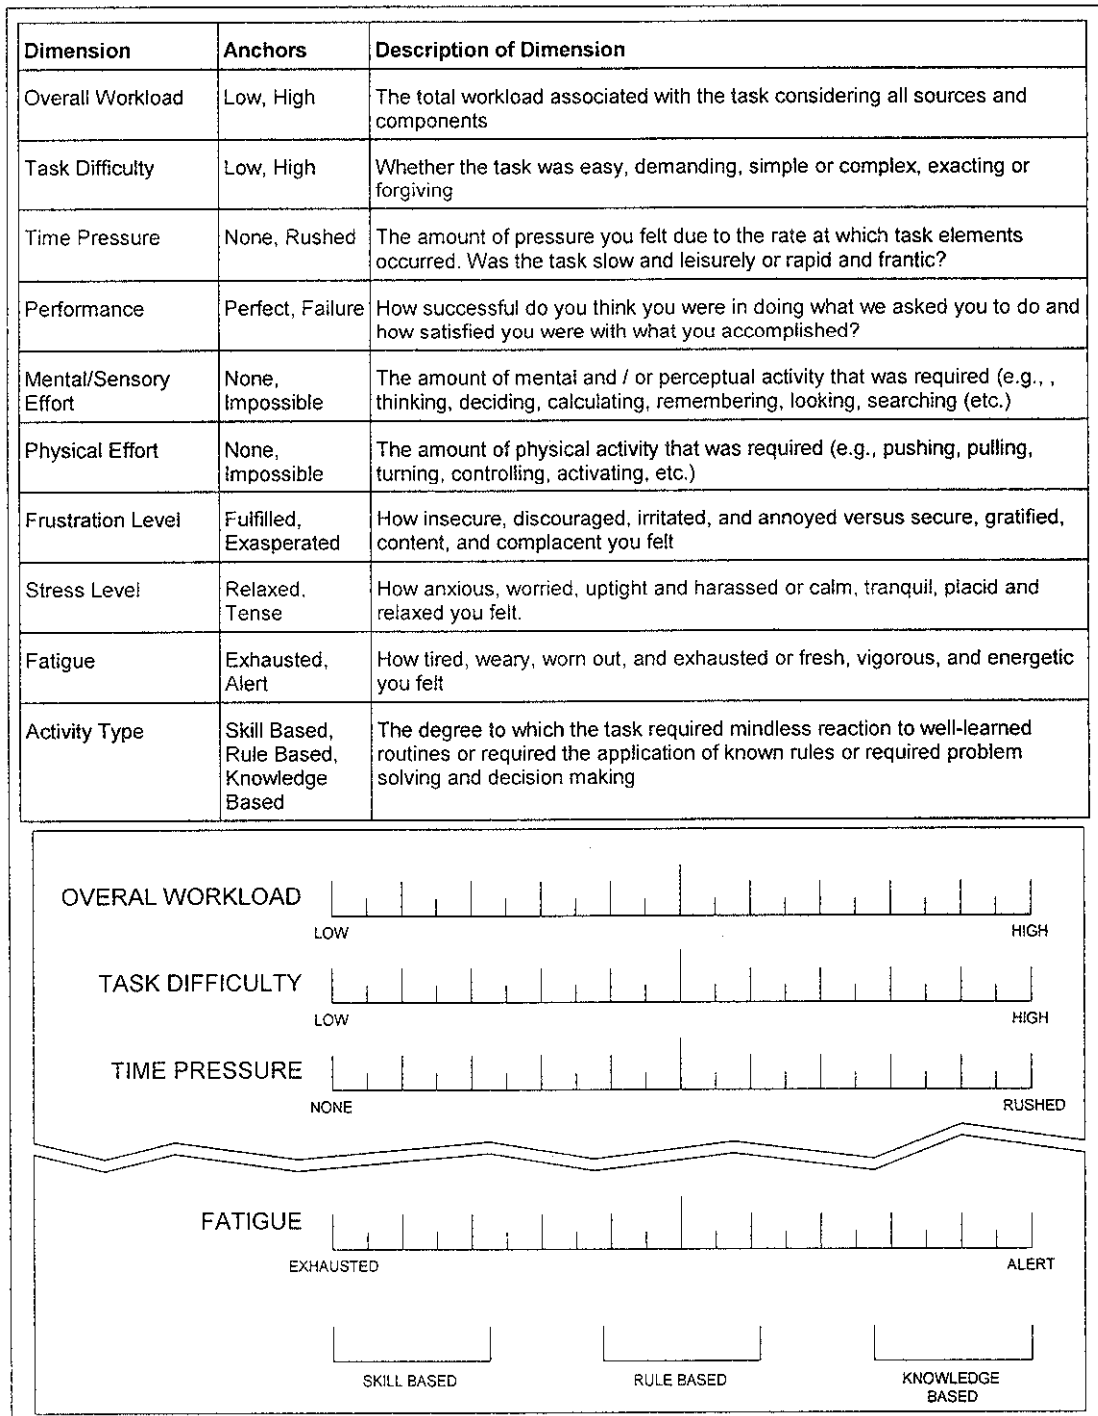 Dimension Anchors Description of Dimension
Overall Workload Low, High The total workload associated with the task considering all sources and
components
Task Difficulty Low, High Whether the task was easy, demanding, simple or complex, exacting or
forgiving
Time Pressure None, Rushed The amount of pressure you felt due to the rate at which task elements
occurred. Was the task slow and leisurely or rapid and frantic?
Performance Perfect, Failure How successful do you think you were in doing what we asked you to do and
how satisfied you were with what you accomplished?
Mental/Sensory None, The amount of mental and / or perceptual activity that was required (e.g., ,
Effort Impossible thinking, deciding, calculating, remembering, looking, searching (etc.)
Physical Effort None, The amount of physical activity that was required (e.g., pushing, pulling,
Impossible turning, controlling, activating, etc.)
Frustration Level Fulfilled, How insecure, discouraged, irritated, and annoyed versus secure, gratified,
Exasperated content, and complacent you felt
Stress Level Relaxed, How anxious, worried, uptight and harassed or calm, tranquil, placid and
Tense relaxed you felt.
Fatigue Exhausted, How tired, weary, worn out, and exhausted or fresh, vigorous, and energetic
Alert you felt
Activity Type Skill Based, The degree to which the task required mindless reaction to well-learned
Rule Based, routines or required the application of known rules or required problem
Knowledge solving and decision making
Based
OVERAL WORKLOAD
LOW HIGH
TASK DIFFICULTY
LOW HIGH
TIME PRESSURE
NONE RUSHED
FATIGUE
EXHAUSTED ALERT
SKILL BASED RULE BASED KNOWLEDGE
BASED